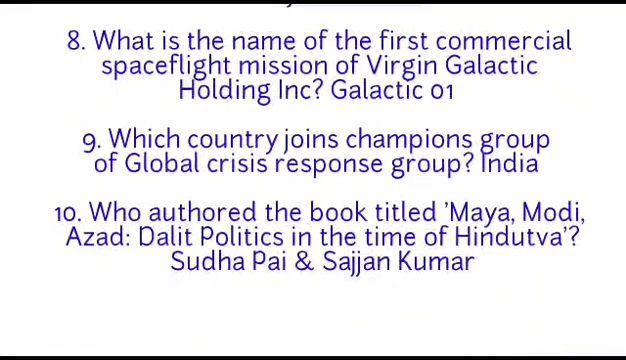 8. What is the name of the first commercial
spaceflight mission of Virgin Galactic
Holding Inc? Galactic 01
9. Which country joins champions group
of Global crisis response group? India
10. Who authored the book titled 'Maya, Modi,
Azad: Dalit Politics in the time of Hindutva'?
Sudha Pai & Sajjan Kumar